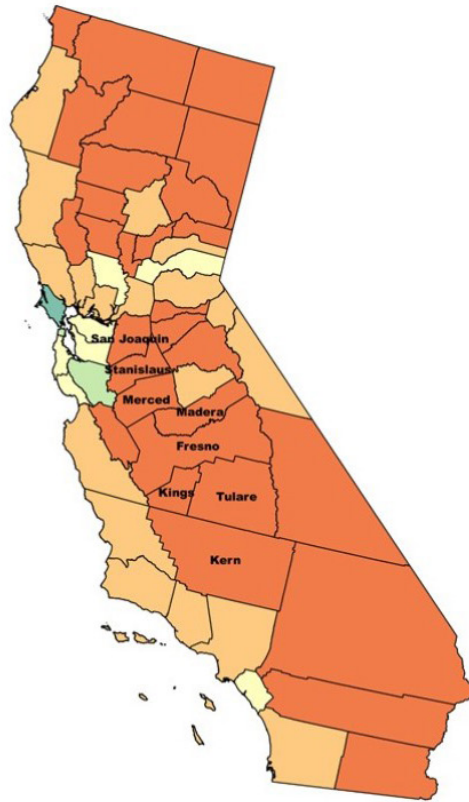 San Joaquin
Stanislaus
Merced
Madera
Fresno
Kings
Tulare
Kern